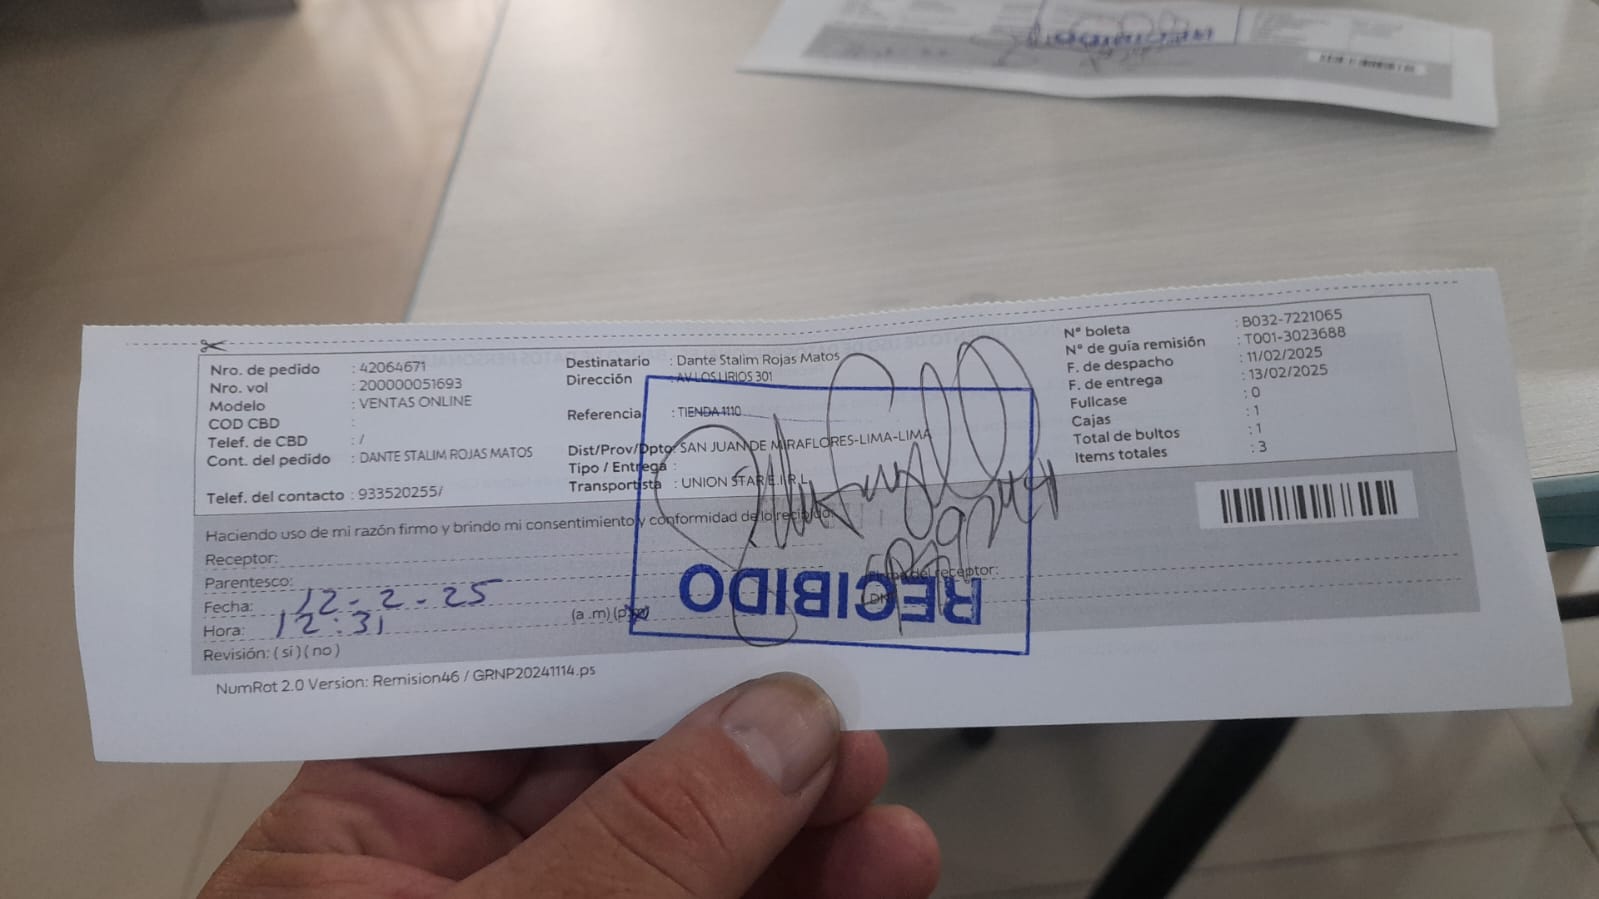 Nro. de pedido : 42064671
Nro. vol : 200000051693
Modelo : VENTAS ONLINE
COD CBD :
Telef. de CBD : /
Cont. del pedido : DANTE STALIM ROJAS MATOS
Telef. del contacto : 933520255/
Destinatario : Dante Stalim Rojas Matos
Dirección : AV LOS LIRIOS 301
Referencia : TIENDA 1110
Dist/Prov/Dpto: SAN JUAN DE MIRAFLORES-LIMA-LIMA
Tipo / Entrega :
Transportista : UNION STAR E.I.R.L
N° boleta : B032-7221065
N° de guía remisión : T001-3023688
F. de despacho : 11/02/2025
F. de entrega : 13/02/2025
Fullcase : 0
Cajas : 1
Total de bultos : 1
Items totales : 3
Haciendo uso de mi razón firmo y brindo mi consentimiento y conformidad de lo recibido.
Receptor:
Parentesco:
Fecha: 12-2-25
Hora: 12:31 (a .m) (p
Revisión: ( si ) ( no )
del receptor:
DNI
RECIBIDO
NumRot 2.0 Version: Remision46 / GRNP20241114.ps